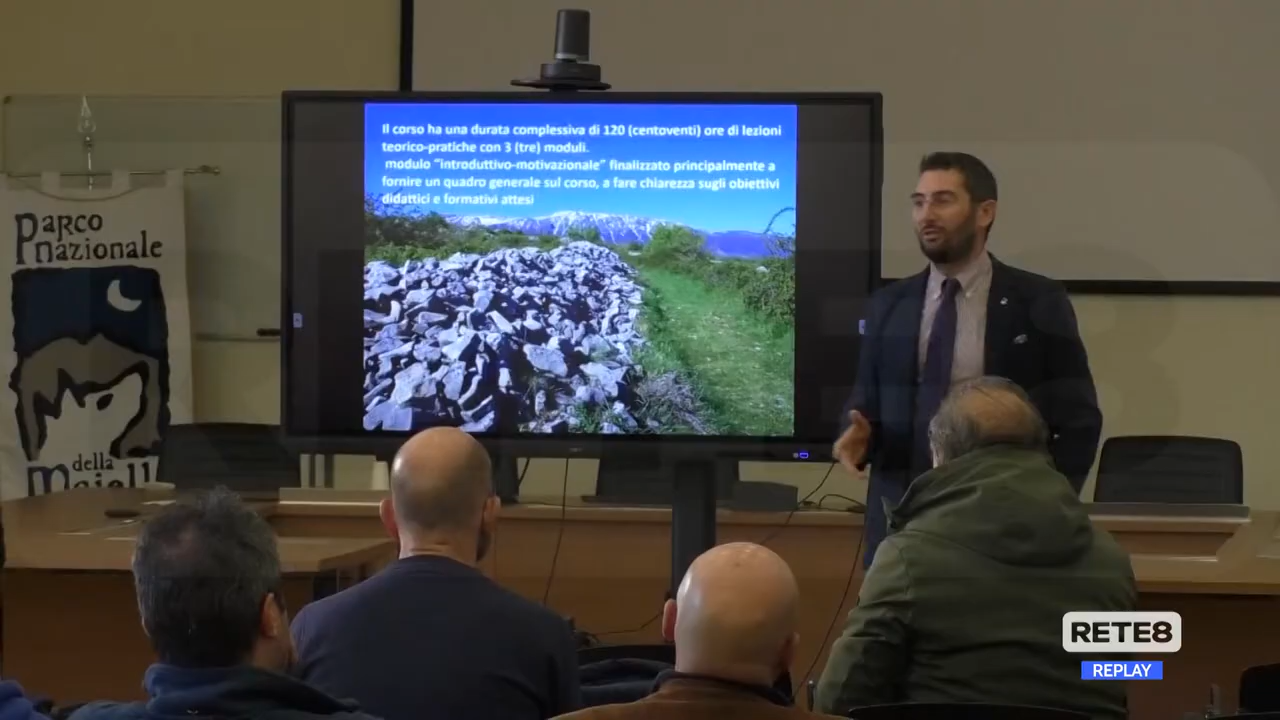 Il corso ha una durata complessiva di 120 (centoventi) ore di lezioni
teorico-pratiche con 3 (tre) moduli.
modulo “introduttivo-motivazionale” finalizzato principalmente a
fornire un quadro generale sul corso, a fare chiarezza sugli obiettivi
didattici e formativi attesi
Parco
nazionale
della
RETE8
REPLAY